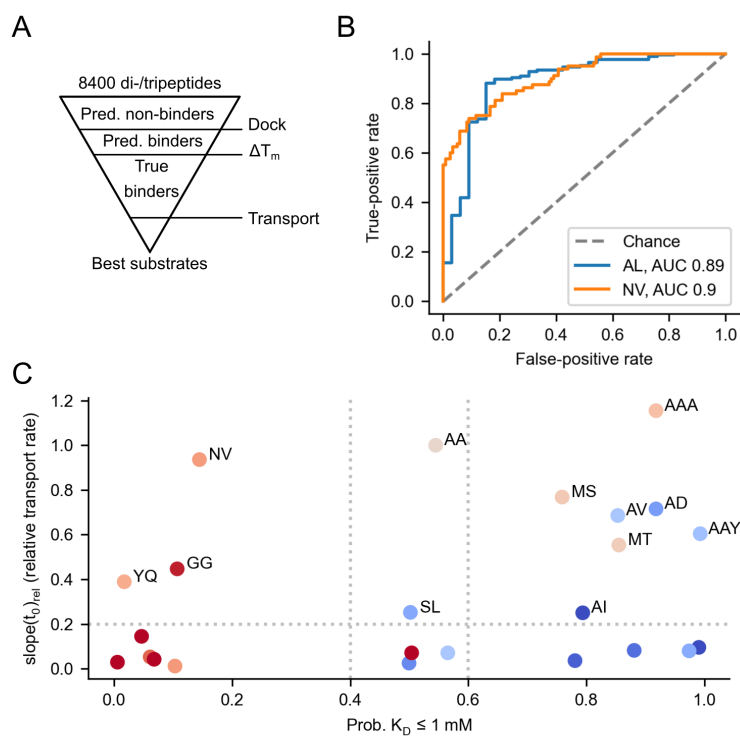 A
8400 di-/tripeptides
Pred. non-binders
Dock
Pred. binders
ΔTm
True
binders
Transport
Best substrates
B
True-positive rate
1.0
0.8
0.6
0.4
0.2
0.0
Chance
AL, AUC 0.89
NV, AUC 0.9
0.0 0.2 0.4 0.6 0.8 1.0
False-positive rate
C
slope(t0)rel (relative transport rate)
1.2
1.0
0.8
0.6
0.4
0.2
0.0
AAA
AA
NV
MS
AV
AD
AAY
MT
GG
YQ
SL
AI
0.0 0.2 0.4 0.6 0.8 1.0
Prob. KD ≤ 1 mM